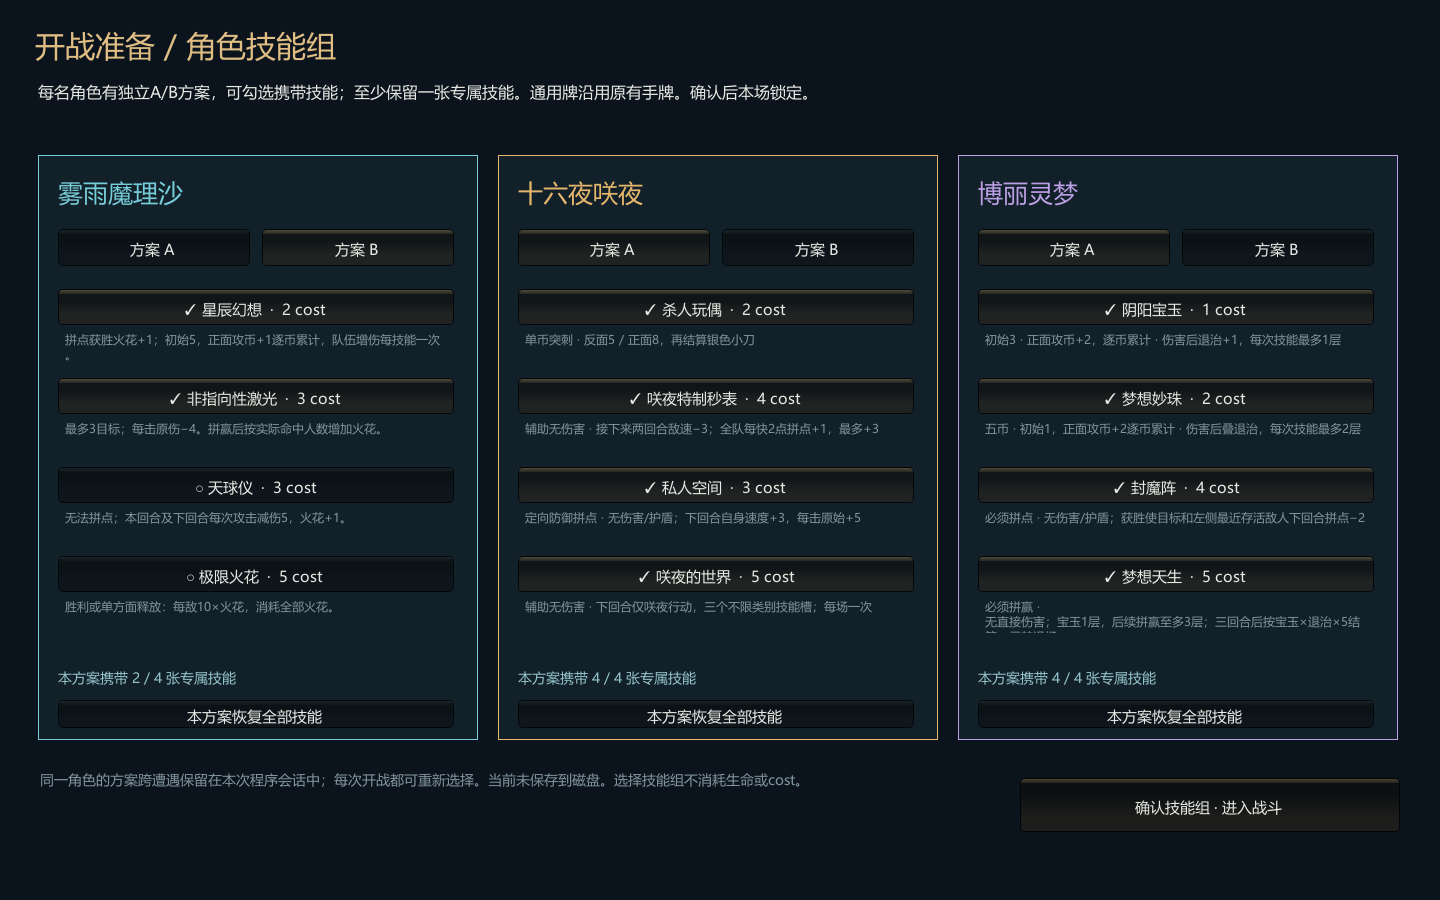 开战准备 / 角色技能组
每名角色有独立A/B方案，可勾选携带技能；至少保留一张专属技能。通用牌沿用原有手牌。确认后本场锁定。
雾雨魔理沙
方案 A
方案 B
✓ 星辰幻想 · 2 cost
拼点获胜火花+1；初始5，正面攻币+1逐币累计，队伍增伤每技能一次
。
✓ 非指向性激光 · 3 cost
最多3目标；每击原伤−4。拼赢后按实际命中人数增加火花。
○ 天球仪 · 3 cost
无法拼点；本回合及下回合每次攻击减伤5，火花+1。
○ 极限火花 · 5 cost
胜利或单方面释放：每敌10×火花，消耗全部火花。
本方案携带 2 / 4 张专属技能
本方案恢复全部技能
十六夜咲夜
方案 A
方案 B
✓ 杀人玩偶 · 2 cost
单币突刺 · 反面5 / 正面8，再结算银色小刀
✓ 咲夜特制秒表 · 4 cost
辅助无伤害 · 接下来两回合敌速−3；全队每快2点拼点+1，最多+3
✓ 私人空间 · 3 cost
定向防御拼点 · 无伤害/护盾；下回合自身速度+3，每击原始+5
✓ 咲夜的世界 · 5 cost
辅助无伤害 · 下回合仅咲夜行动，三个不限类别技能槽；每场一次
本方案携带 4 / 4 张专属技能
本方案恢复全部技能
博丽灵梦
方案 A
方案 B
✓ 阴阳宝玉 · 1 cost
初始3 · 正面攻币+2，逐币累计 · 伤害后退治+1，每次技能最多1层
✓ 梦想妙珠 · 2 cost
五币 · 初始1，正面攻币+2逐币累计 · 伤害后叠退治，每次技能最多2层
✓ 封魔阵 · 4 cost
必须拼点 · 无伤害/护盾；获胜使目标和左侧最近存活敌人下回合拼点−2
✓ 梦想天生 · 5 cost
必须拼赢 ·
无直接伤害；宝玉1层，后续拼赢至多3层；三回合后按宝玉×退治×5结
本方案携带 4 / 4 张专属技能
本方案恢复全部技能
同一角色的方案跨遭遇保留在本次程序会话中；每次开战都可重新选择。当前未保存到磁盘。选择技能组不消耗生命或cost。
确认技能组 · 进入战斗